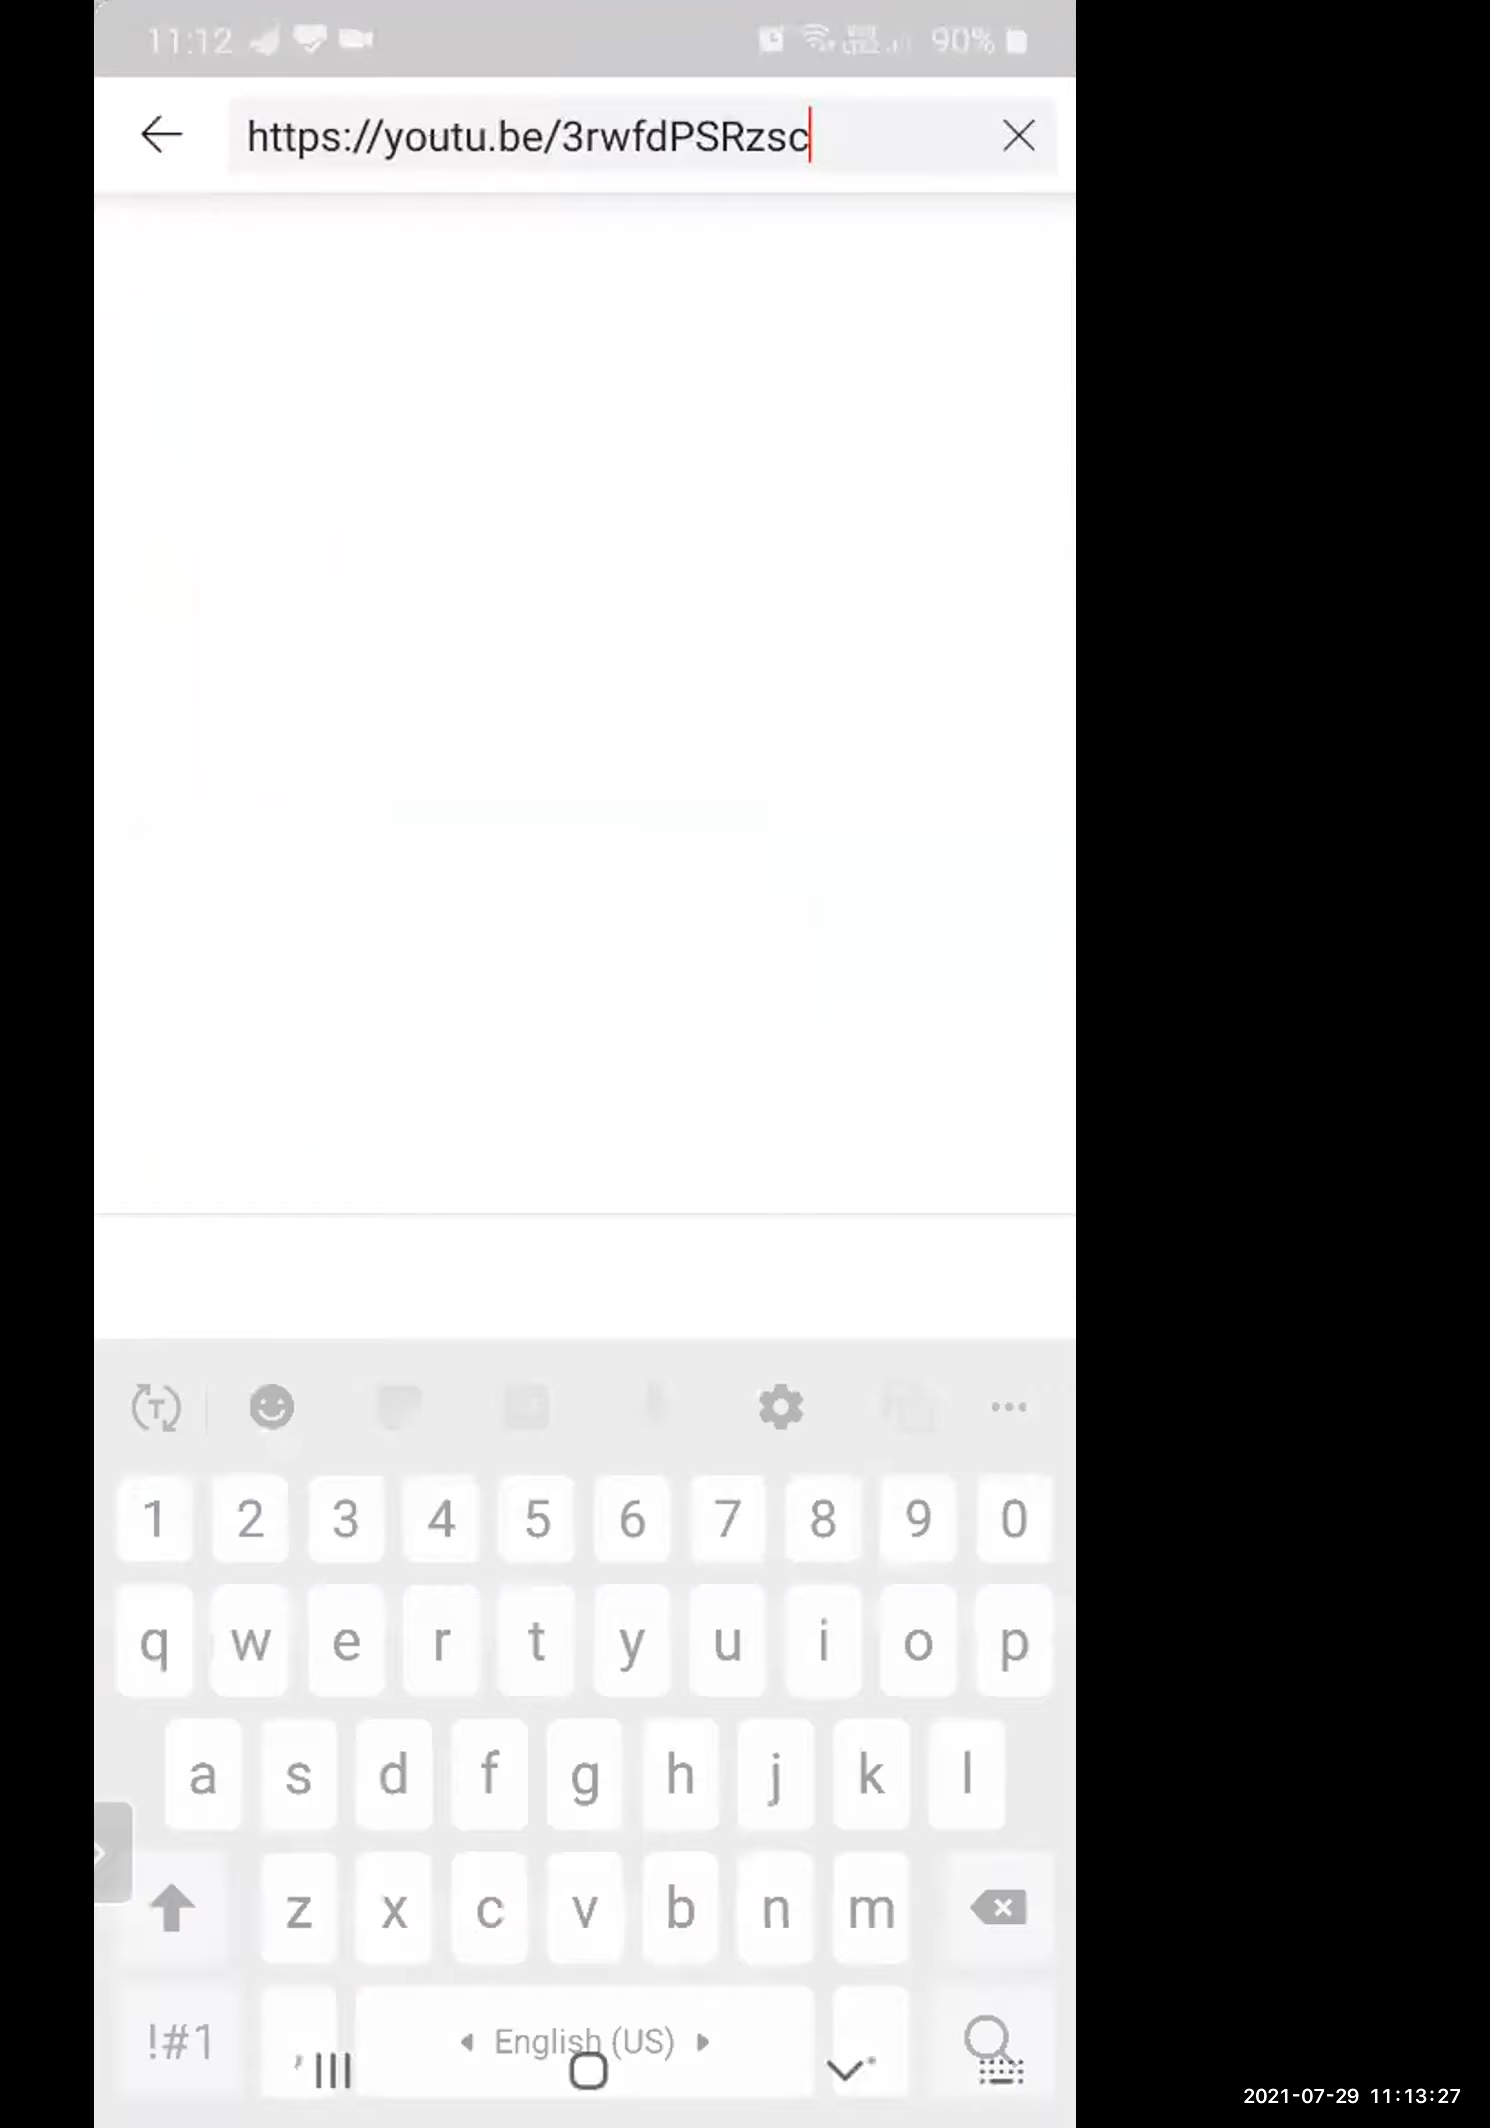 11:12 90%
https://youtu.be/3rwfdPSRzsc
T
1 2 3 4 5 6 7 8 9 0
q w e r t y u i o p
a s d f g h j k l
z x c v b n m
!#1 , English (US)
2021-07-29 11:13:27